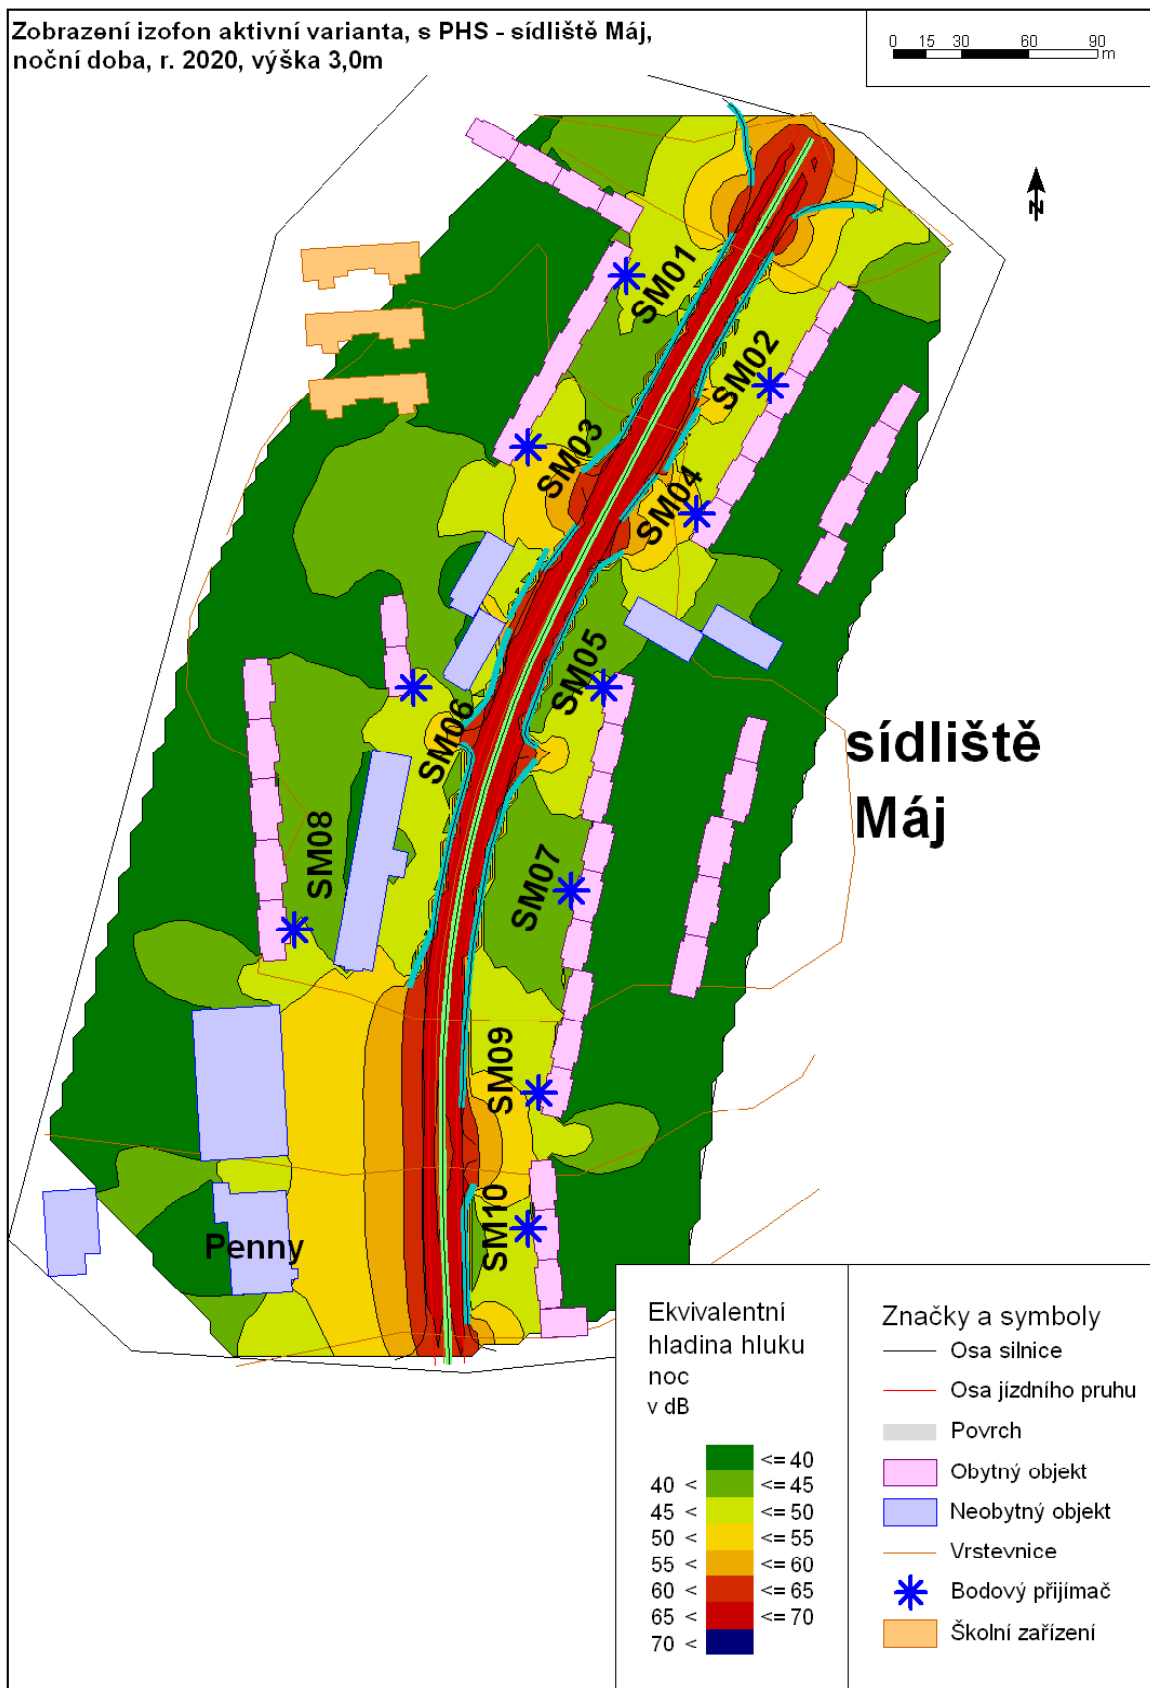 Zobrazení izofon aktivní varianta, s PHS - sídliště Máj,
noční doba, r. 2020, výška 3,0m
0 15 30 60 90
m
N
SM01
SM02
SM03
SM04
SM05
SM06
sídliště
Máj
SM08
SM07
SM09
SM10
Penny
Ekvivalentní
hladina hluku
noc
v dB
<= 40
40 < <= 45
45 < <= 50
50 < <= 55
55 < <= 60
60 < <= 65
65 < <= 70
70 <
Značky a symboly
Osa silnice
Osa jízdního pruhu
Povrch
Obytný objekt
Neobytný objekt
Vrstevnice
Bodový přijímač
Školní zařízení